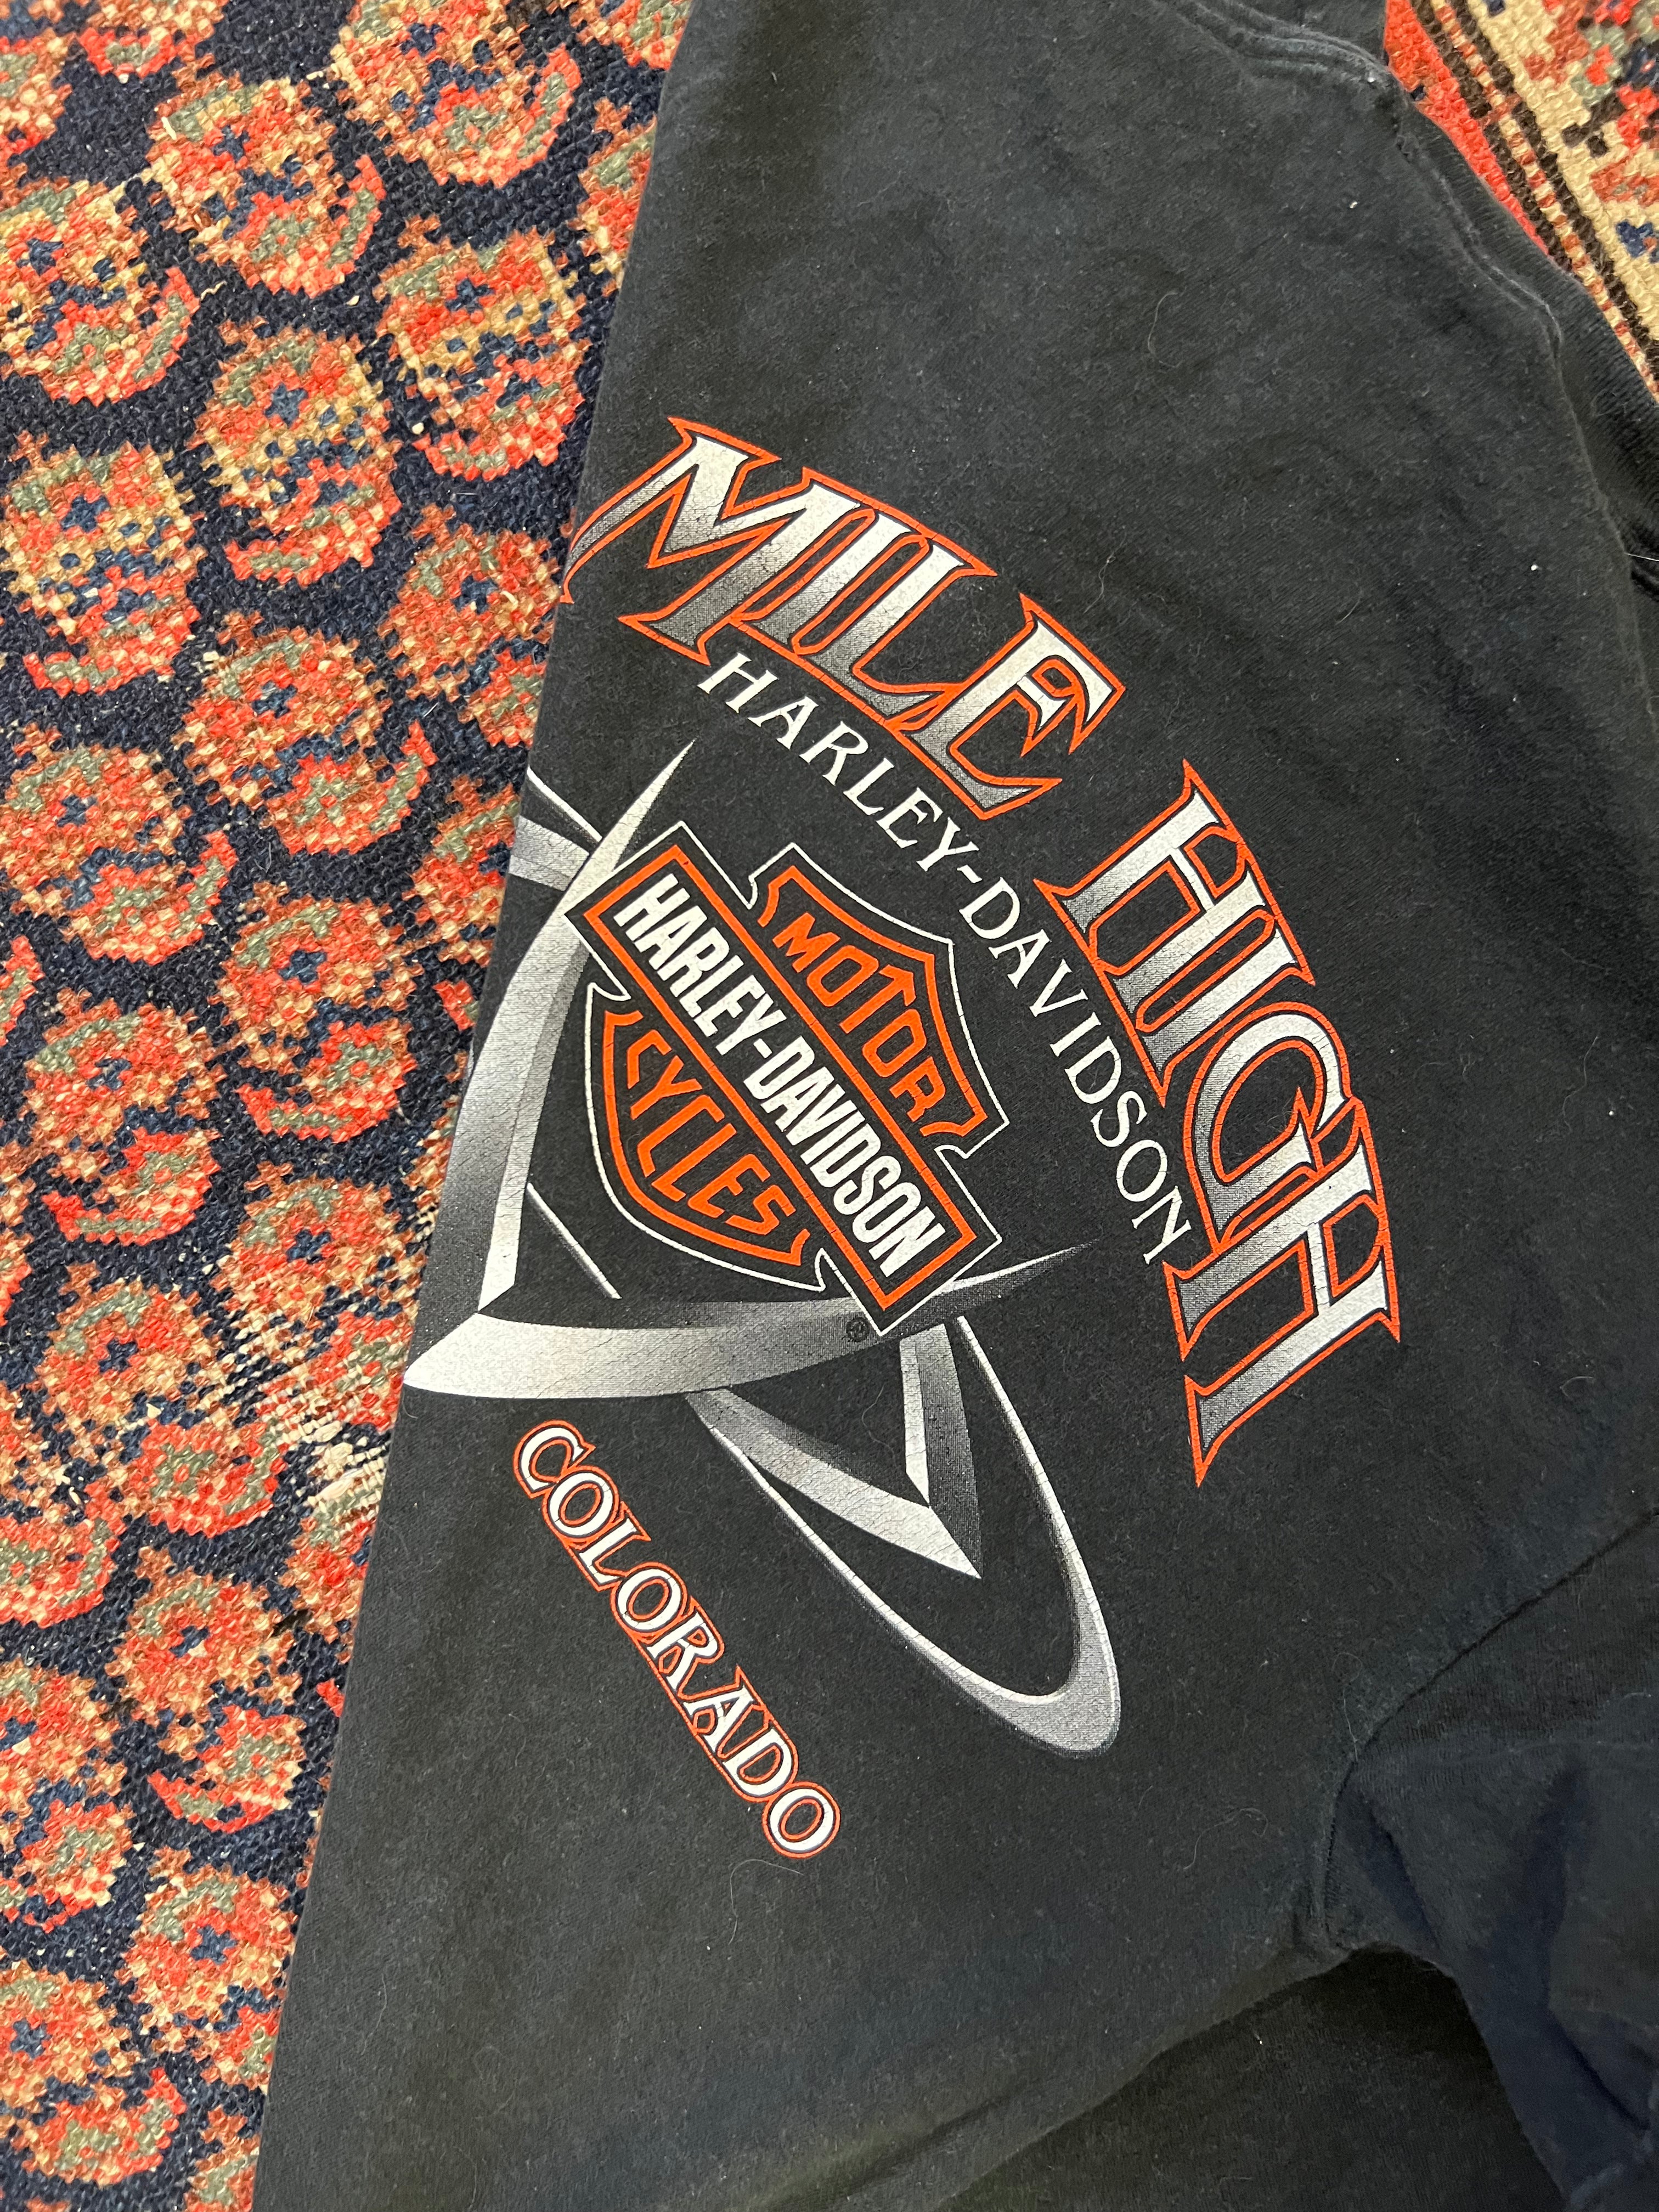 MILE HIGH
HARLEY-DAVIDSON
MOTOR
HARLEY-DAVIDSON
CYCLES
®
COLORADO